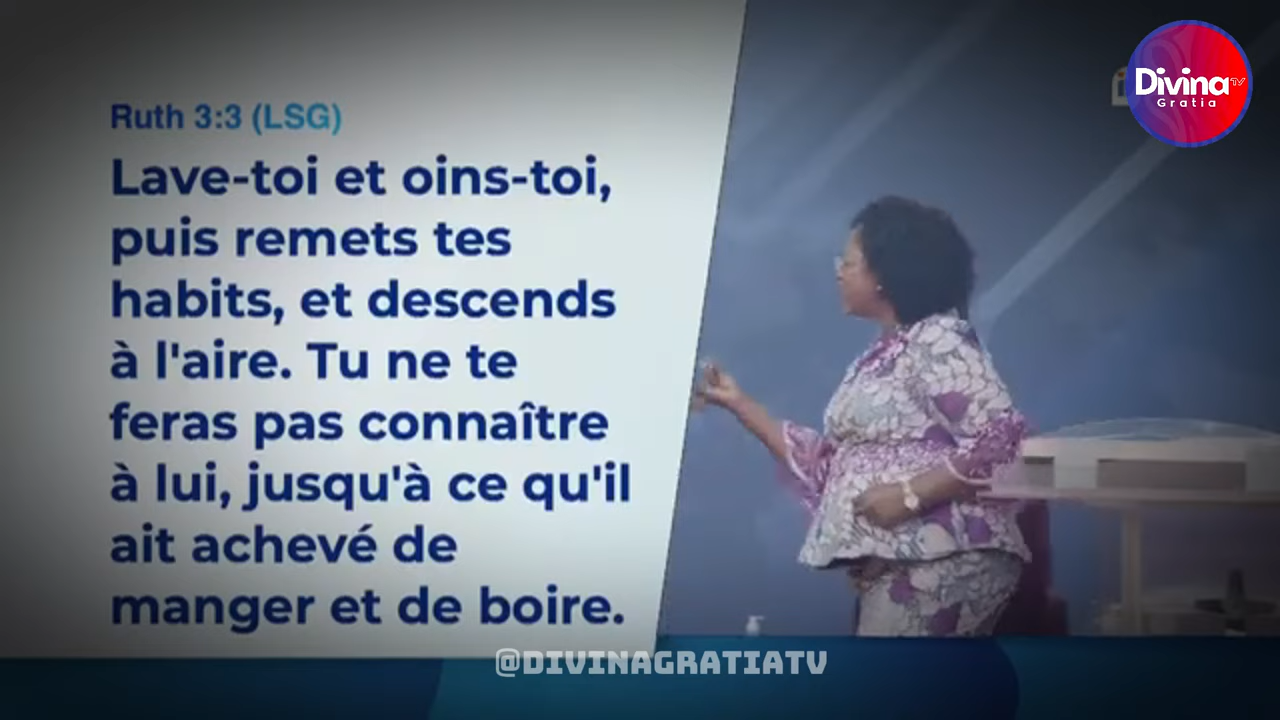 Ruth 3:3 (LSG)
Lave-toi et oins-toi,
puis remets tes
habits, et descends
à l'aire. Tu ne te
feras pas connaître
à lui, jusqu'à ce qu'il
ait achevé de
manger et de boire.
Divina TV
Gratia
@DIVINAGRATIATV